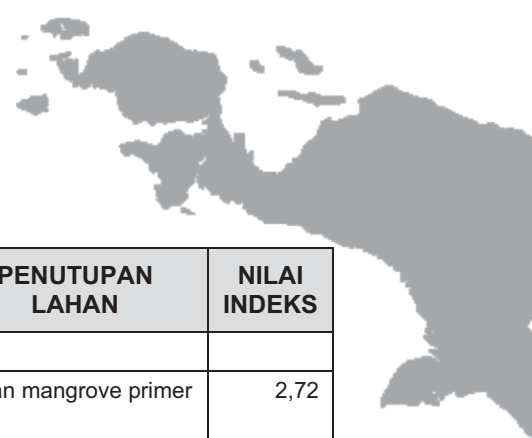 PENUTUPAN
LAHAN
NILAI
INDEKS
mangrove primer
2,72